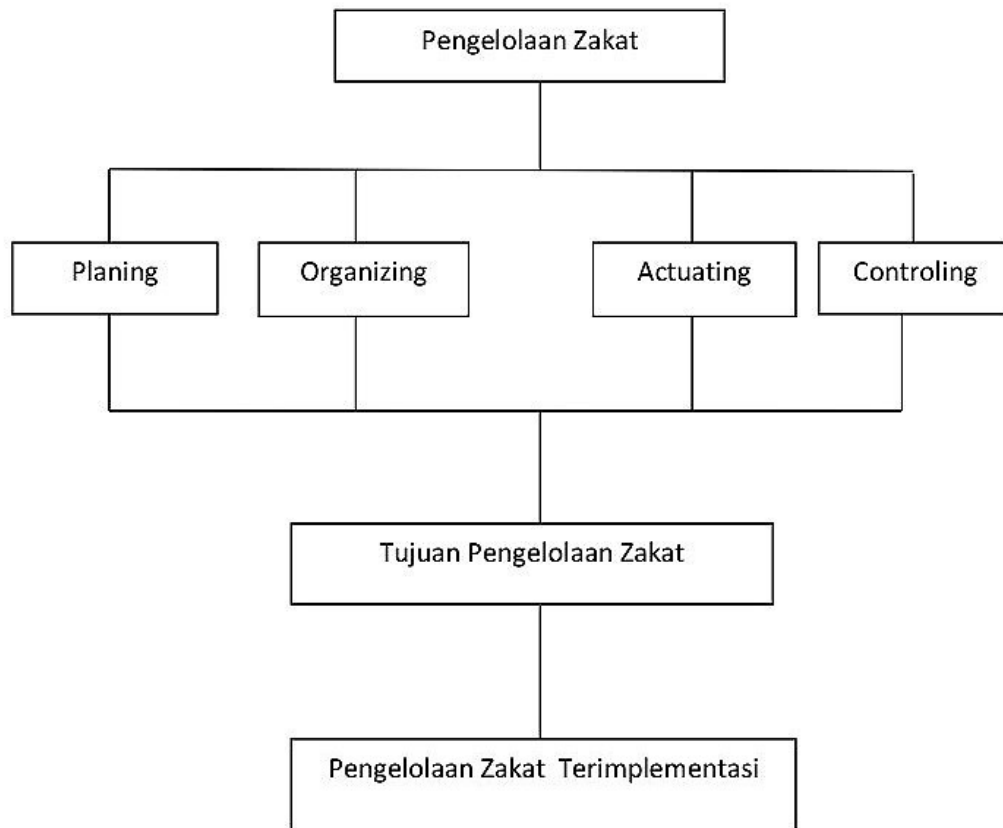 Pengelolaan Zakat
Planing
Organizing
Actuating
Controling
Tujuan Pengelolaan Zakat
Pengelolaan Zakat Terimplementasi